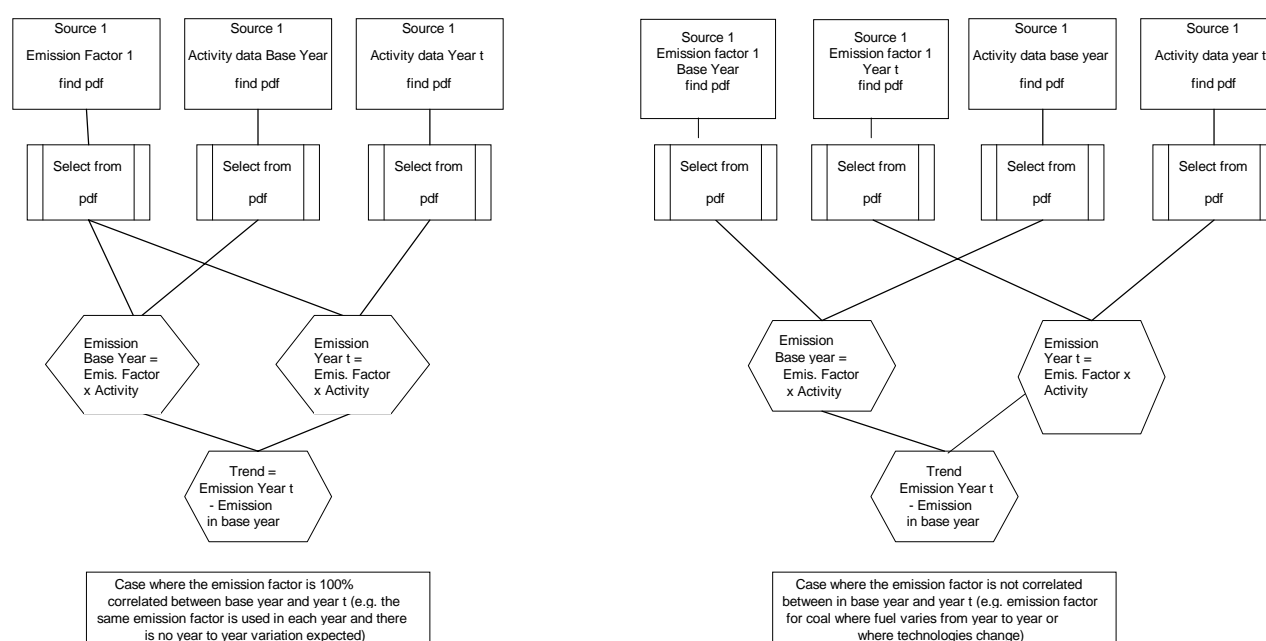 Source 1
Emission Factor 1
find pdf
Source 1
Activity data Base Year
find pdf
Source 1
Activity data Year t
find pdf
Select from
pdf
Select from
pdf
Select from
pdf
Emission
Base Year =
Emis. Factor
x Activity
Emission
Year t =
Emis. Factor
x Activity
Trend =
Emission Year t
- Emission
in base year
Case where the emission factor is 100%
correlated between base year and year t (e.g. the
same emission factor is used in each year and there
is no year to year variation expected)
Source 1
Emission factor 1
Base Year
find pdf
Source 1
Emission factor 1
Year t
find pdf
Source 1
Activity data base year
find pdf
Source 1
Activity data year t
find pdf
Select from
pdf
Select from
pdf
Select from
pdf
Select from
pdf
Emission
Base year =
Emis. Factor
x Activity
Emission
Year t =
Emis. Factor x
Activity
Trend
Emission Year t
- Emission
in base year
Case where the emission factor is not correlated
between in base year and year t (e.g. emission factor
for coal where fuel varies from year to year or
where technologies change)